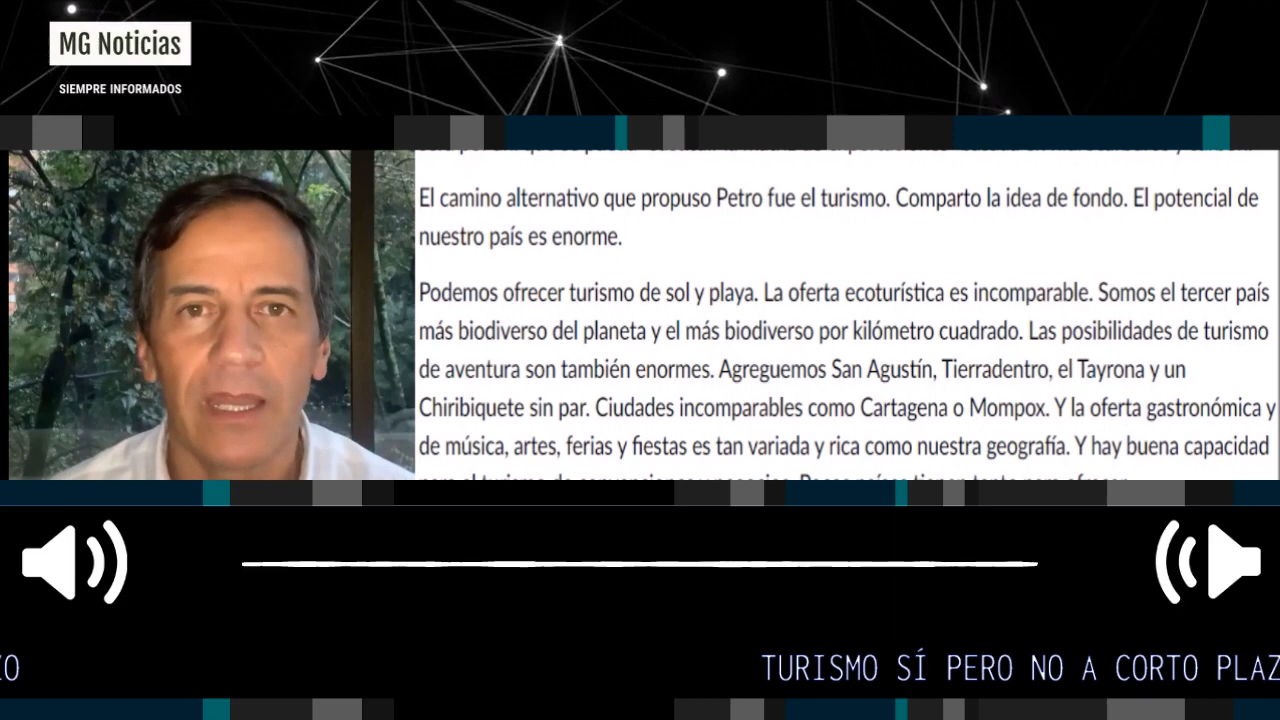 MG Noticias
SIEMPRE INFORMADOS
El camino alternativo que propuso Petro fue el turismo. Comparto la idea de fondo. El potencial de
nuestro país es enorme.
Podemos ofrecer turismo de sol y playa. La oferta ecoturística es incomparable. Somos el tercer país
más biodiverso del planeta y el más biodiverso por kilómetro cuadrado. Las posibilidades de turismo
de aventura son también enormes. Agreguemos San Agustín, Tierradentro, el Tayrona y un
Chiribiquete sin par. Ciudades incomparables como Cartagena o Mompox. Y la oferta gastronómica y
de música, artes, ferias y fiestas es tan variada y rica como nuestra geografía. Y hay buena capacidad
ZO
TURISMO SÍ PERO NO A CORTO PLAZ